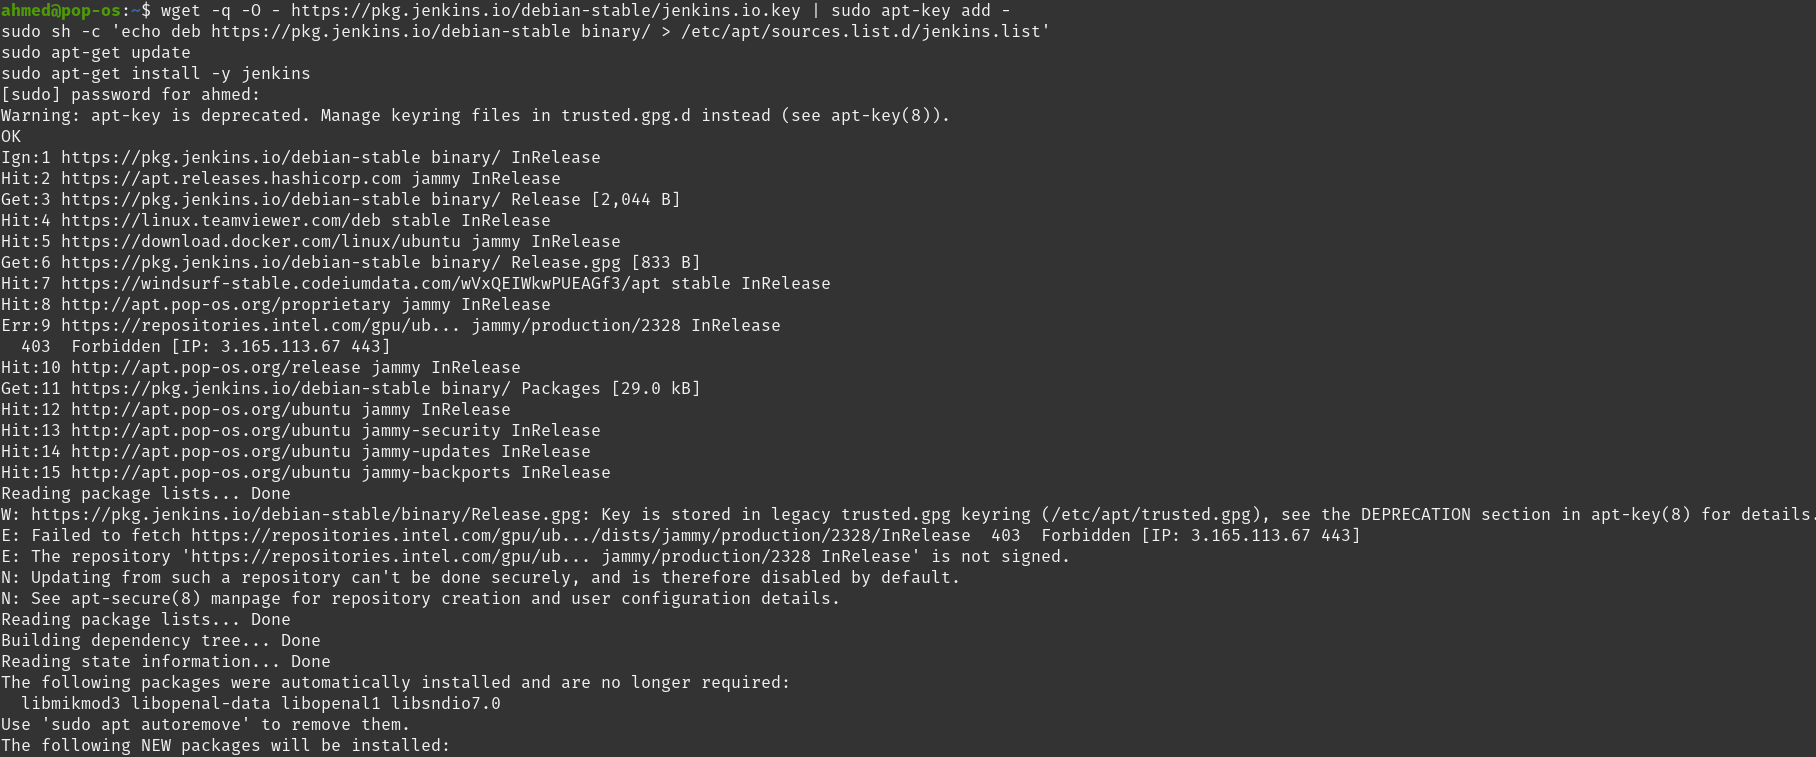 ahmed@pop-os:~$ wget -q -O - https://pkg.jenkins.io/debian-stable/jenkins.io.key | sudo apt-key add -
sudo sh -c 'echo deb https://pkg.jenkins.io/debian-stable binary/ > /etc/apt/sources.list.d/jenkins.list'
sudo apt-get update
sudo apt-get install -y jenkins
[sudo] password for ahmed:
Warning: apt-key is deprecated. Manage keyring files in trusted.gpg.d instead (see apt-key(8)).
OK
Ign:1 https://pkg.jenkins.io/debian-stable binary/ InRelease
Hit:2 https://apt.releases.hashicorp.com jammy InRelease
Get:3 https://pkg.jenkins.io/debian-stable binary/ Release [2,044 B]
Hit:4 https://linux.teamviewer.com/deb stable InRelease
Hit:5 https://download.docker.com/linux/ubuntu jammy InRelease
Get:6 https://pkg.jenkins.io/debian-stable binary/ Release.gpg [833 B]
Hit:7 https://windsurf-stable.codeiumdata.com/wVxQEIWkwPUEAGf3/apt stable InRelease
Hit:8 http://apt.pop-os.org/proprietary jammy InRelease
Err:9 https://repositories.intel.com/gpu/ub... jammy/production/2328 InRelease
  403  Forbidden [IP: 3.165.113.67 443]
Hit:10 http://apt.pop-os.org/release jammy InRelease
Get:11 https://pkg.jenkins.io/debian-stable binary/ Packages [29.0 kB]
Hit:12 http://apt.pop-os.org/ubuntu jammy InRelease
Hit:13 http://apt.pop-os.org/ubuntu jammy-security InRelease
Hit:14 http://apt.pop-os.org/ubuntu jammy-updates InRelease
Hit:15 http://apt.pop-os.org/ubuntu jammy-backports InRelease
Reading package lists... Done
W: https://pkg.jenkins.io/debian-stable/binary/Release.gpg: Key is stored in legacy trusted.gpg keyring (/etc/apt/trusted.gpg), see the DEPRECATION section in apt-key(8) for details.
E: Failed to fetch https://repositories.intel.com/gpu/ub.../dists/jammy/production/2328/InRelease  403  Forbidden [IP: 3.165.113.67 443]
E: The repository 'https://repositories.intel.com/gpu/ub... jammy/production/2328 InRelease' is not signed.
N: Updating from such a repository can't be done securely, and is therefore disabled by default.
N: See apt-secure(8) manpage for repository creation and user configuration details.
Reading package lists... Done
Building dependency tree... Done
Reading state information... Done
The following packages were automatically installed and are no longer required:
  libmikmod3 libopenal-data libopenal1 libsndio7.0
Use 'sudo apt autoremove' to remove them.
The following NEW packages will be installed: